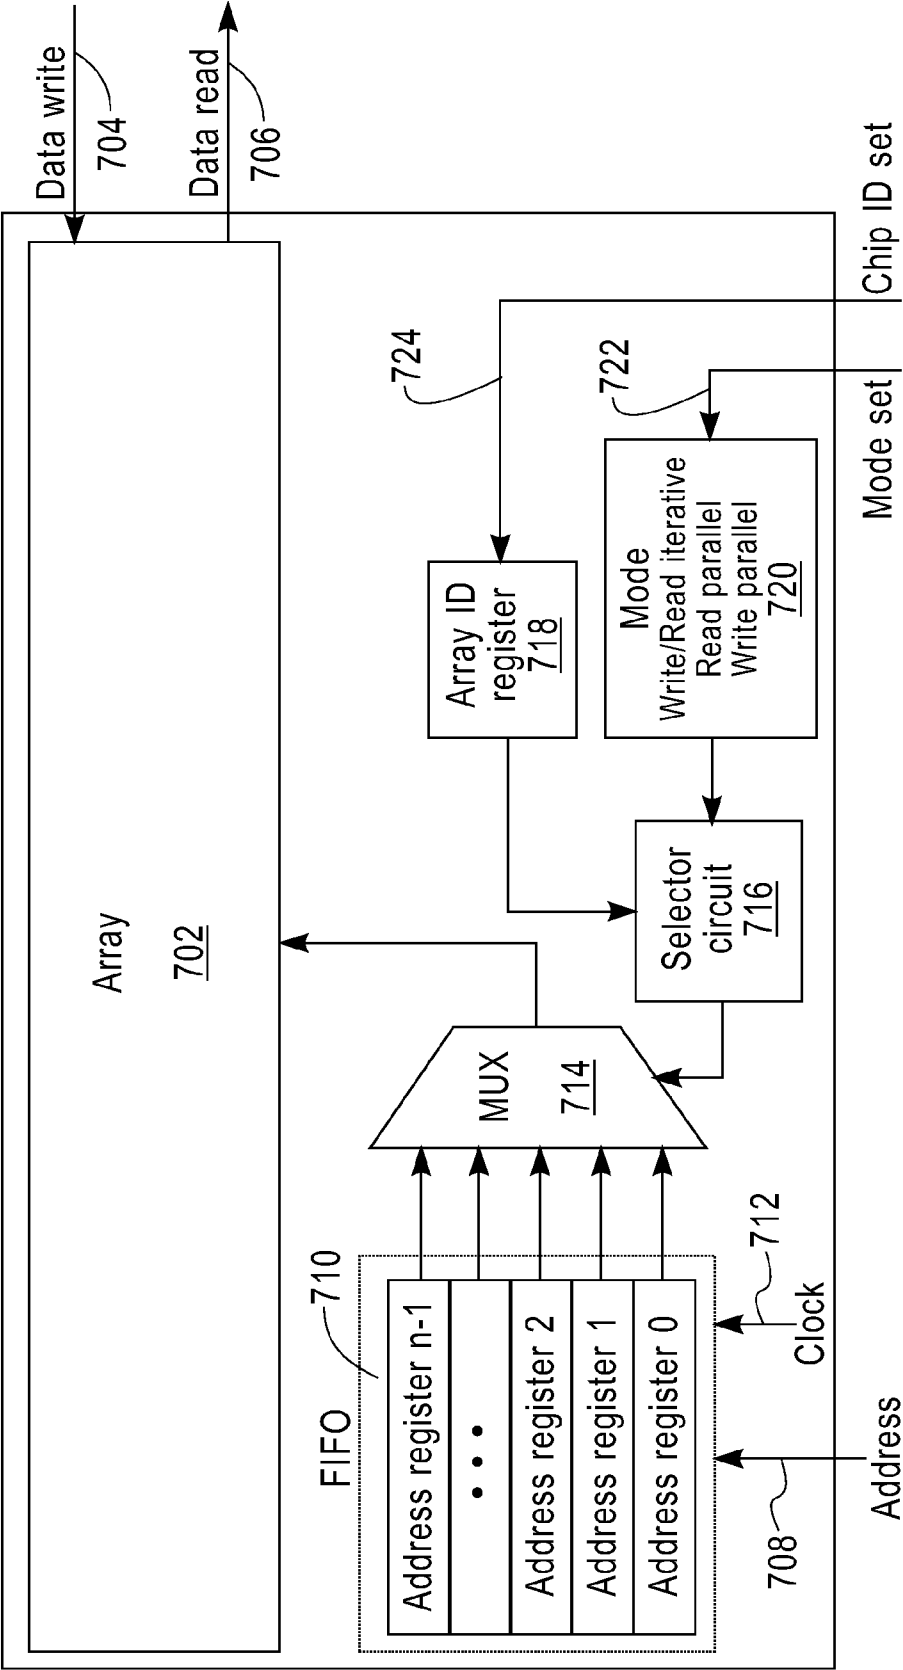 Data write
704
Data read
706
Array
702
724
722
Chip ID set
Mode set
Array ID
register
718
Mode
Write/Read iterative
Read parallel
Write parallel
720
Selector
circuit
716
MUX
714
FIFO
710
Address register n-1
•••
Address register 2
Address register 1
Address register 0
712
Clock
708
Address